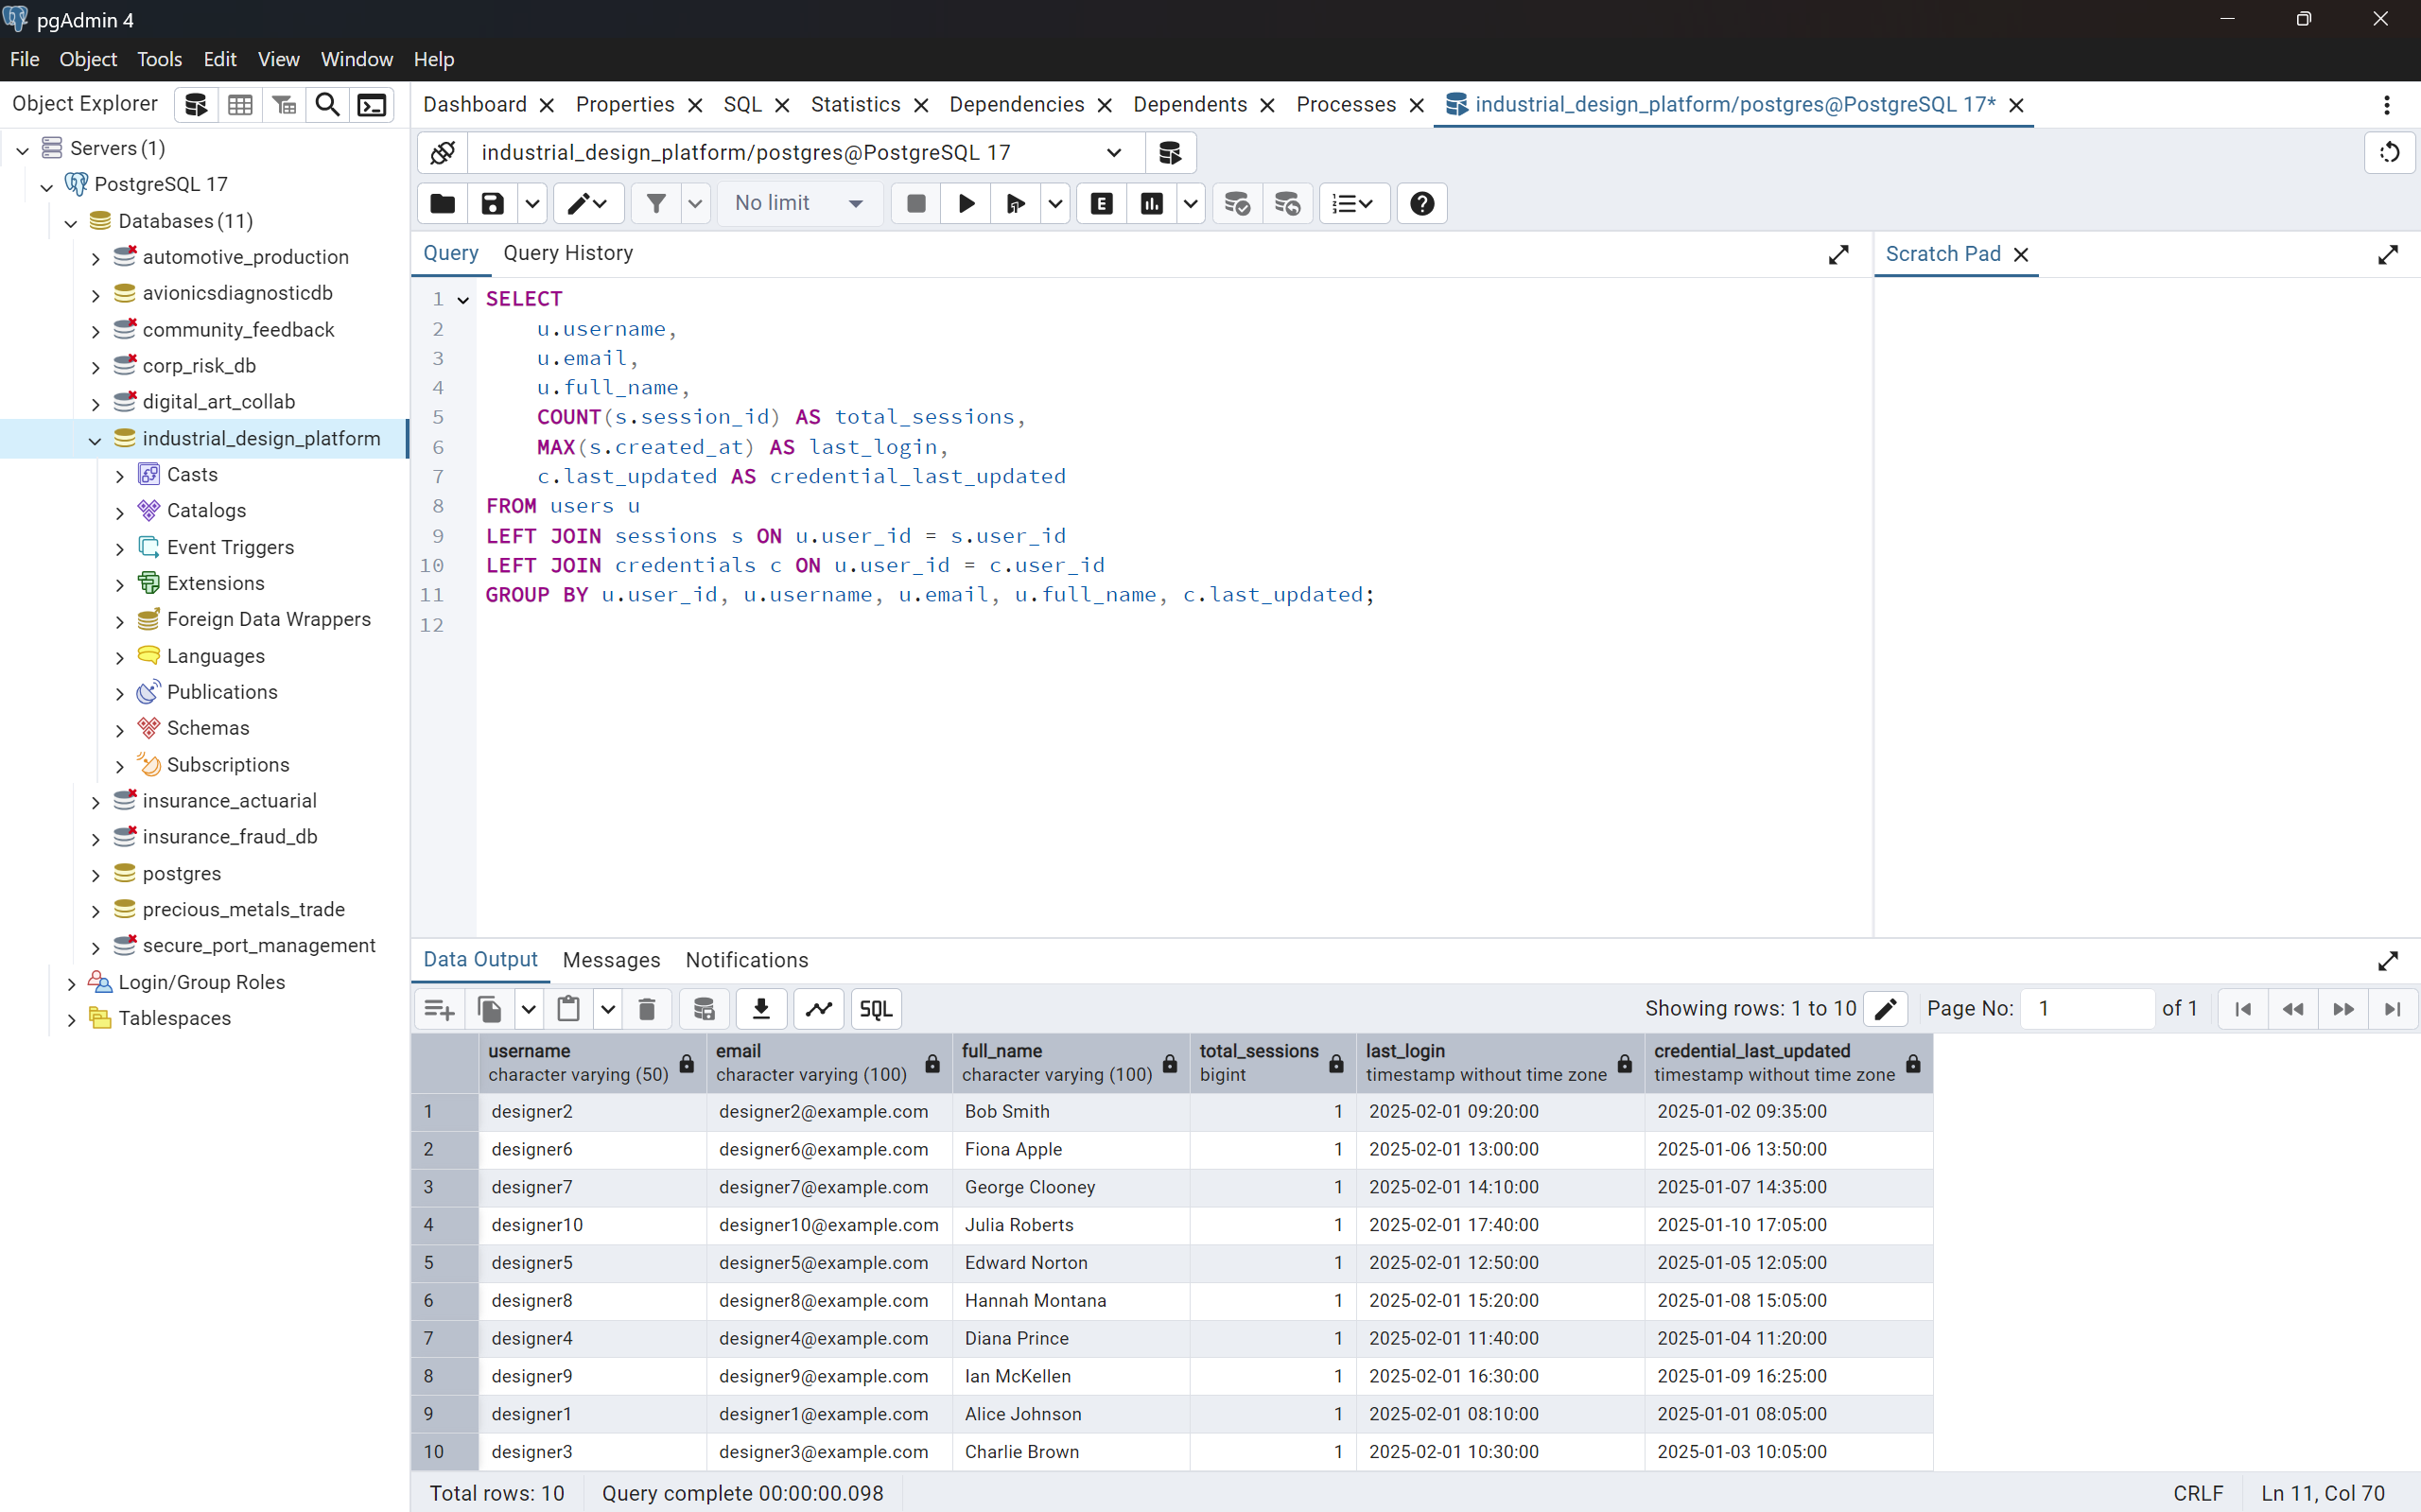 pgAdmin 4
File Object Tools Edit View Window Help
Object Explorer
Servers (1)
PostgreSQL 17
Databases (11)
automotive_production
avionicsdiagnosticdb
community_feedback
corp_risk_db
digital_art_collab
industrial_design_platform
Casts
Catalogs
Event Triggers
Extensions
Foreign Data Wrappers
Languages
Publications
Schemas
Subscriptions
insurance_actuarial
insurance_fraud_db
postgres
precious_metals_trade
secure_port_management
Login/Group Roles
Tablespaces
Dashboard Properties SQL Statistics Dependencies Dependents Processes industrial_design_platform/postgres@PostgreSQL 17*
industrial_design_platform/postgres@PostgreSQL 17
No limit E
Query Query History
Scratch Pad
1 SELECT
2 u.username,
3 u.email,
4 u.full_name,
5 COUNT(s.session_id) AS total_sessions,
6 MAX(s.created_at) AS last_login,
7 c.last_updated AS credential_last_updated
8 FROM users u
9 LEFT JOIN sessions s ON u.user_id = s.user_id
10 LEFT JOIN credentials c ON u.user_id = c.user_id
11 GROUP BY u.user_id, u.username, u.email, u.full_name, c.last_updated;
12
Data Output Messages Notifications
SQL Showing rows: 1 to 10 Page No: 1 of 1
username email full_name total_sessions last_login credential_last_updated
character varying (50) character varying (100) character varying (100) bigint timestamp without time zone timestamp without time zone
1 designer2 designer2@example.com Bob Smith 1 2025-02-01 09:20:00 2025-01-02 09:35:00
2 designer6 designer6@example.com Fiona Apple 1 2025-02-01 13:00:00 2025-01-06 13:50:00
3 designer7 designer7@example.com George Clooney 1 2025-02-01 14:10:00 2025-01-07 14:35:00
4 designer10 designer10@example.com Julia Roberts 1 2025-02-01 17:40:00 2025-01-10 17:05:00
5 designer5 designer5@example.com Edward Norton 1 2025-02-01 12:50:00 2025-01-05 12:05:00
6 designer8 designer8@example.com Hannah Montana 1 2025-02-01 15:20:00 2025-01-08 15:05:00
7 designer4 designer4@example.com Diana Prince 1 2025-02-01 11:40:00 2025-01-04 11:20:00
8 designer9 designer9@example.com Ian McKellen 1 2025-02-01 16:30:00 2025-01-09 16:25:00
9 designer1 designer1@example.com Alice Johnson 1 2025-02-01 08:10:00 2025-01-01 08:05:00
10 designer3 designer3@example.com Charlie Brown 1 2025-02-01 10:30:00 2025-01-03 10:05:00
Total rows: 10 Query complete 00:00:00.098 CRLF Ln 11, Col 70